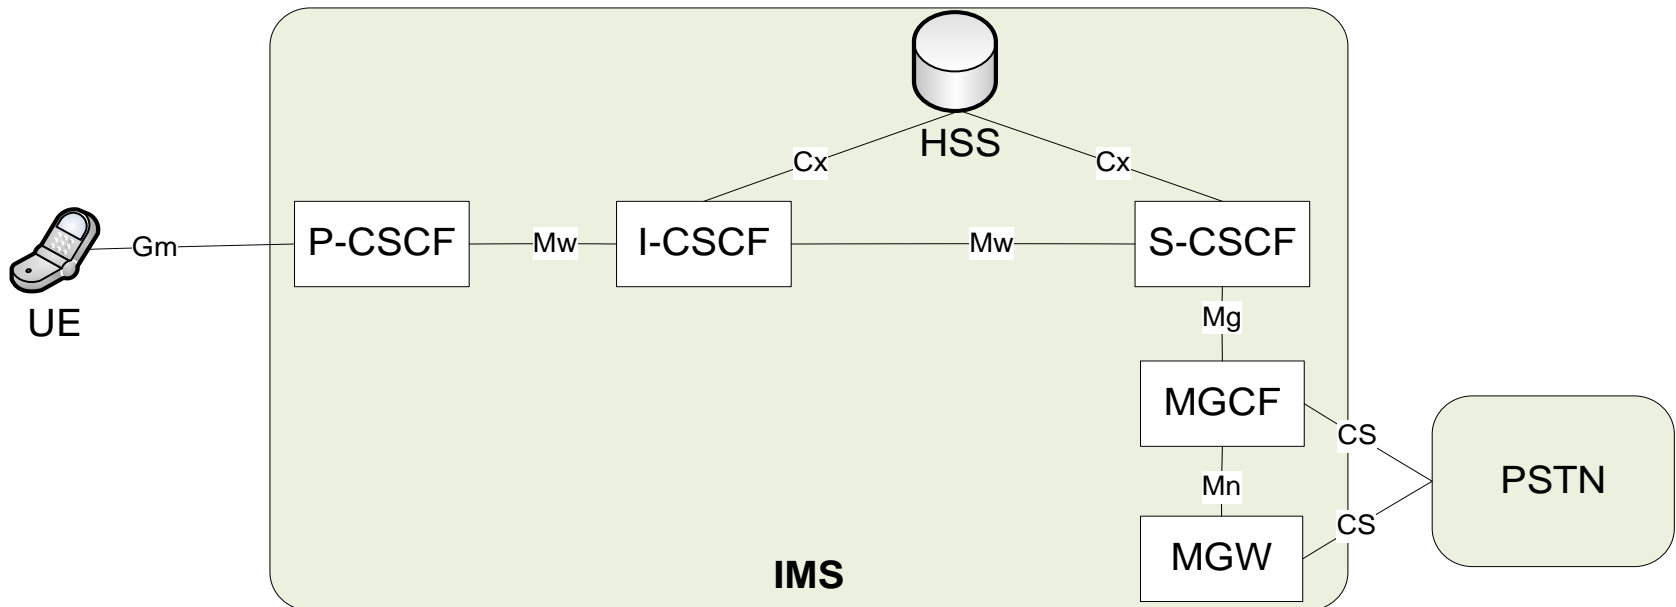 HSS
Cx
Cx
Gm
P-CSCF
Mw
I-CSCF
Mw
S-CSCF
UE
Mg
MGCF
CS
Mn
PSTN
CS
MGW
IMS